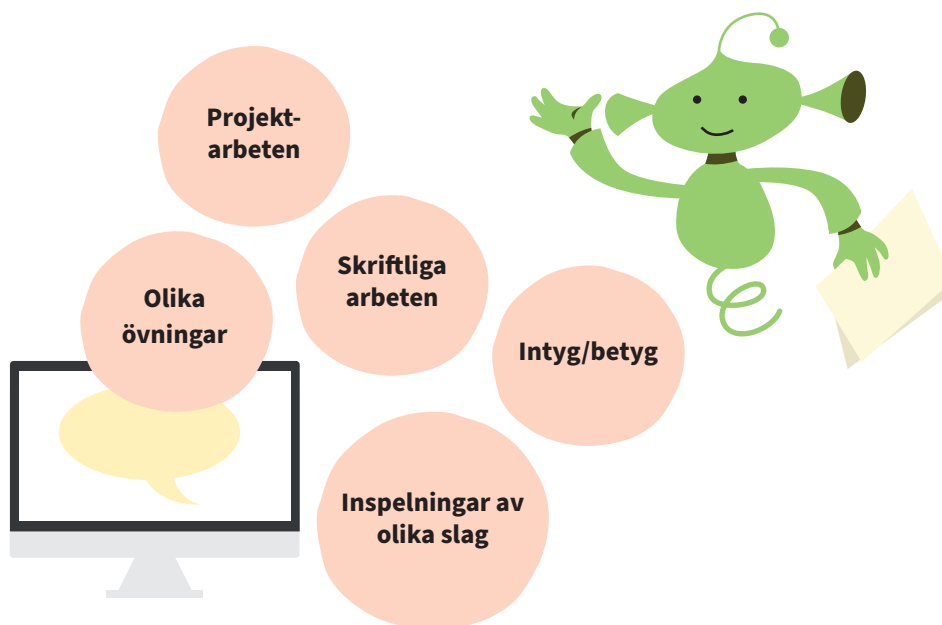 Projekt-
arbeten
Skriftliga
arbeten
Olika
övningar
Intyg/betyg
Inspelningar av
olika slag